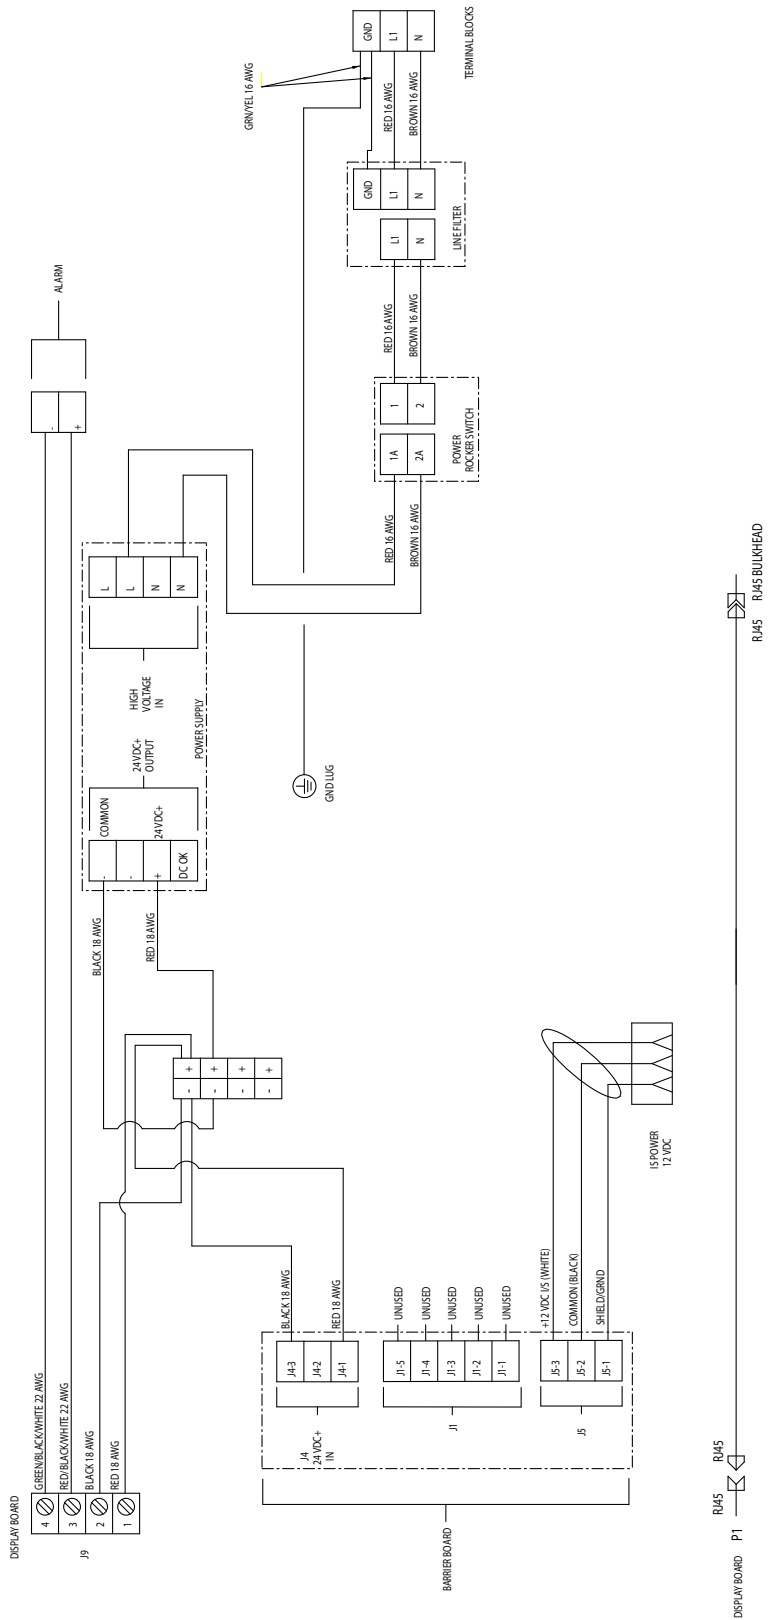 DISPLAY BOARD
J9
4
3
2
1
GREEN/BLACK/WHITE 22 AWG
RED/BLACK/WHITE 22 AWG
BLACK 18 AWG
RED 18 AWG
-
+
ALARM
BARRIER BOARD
J4
24 VDC+
IN
J4-3
J4-2
J4-1
BLACK 18 AWG
RED 18 AWG
J1
J1-5
J1-4
J1-3
J1-2
J1-1
UNUSED
UNUSED
UNUSED
UNUSED
UNUSED
J5
J5-3
J5-2
J5-1
+12 VDC I/S (WHITE)
COMMON (BLACK)
SHIELD/GRND
IS POWER
12 VDC
- +
- +
- +
- +
BLACK 18 AWG
RED 18 AWG
-
-
+
DC OK
COMMON
24 VDC+
24 VDC+
OUTPUT
POWER SUPPLY
HIGH
VOLTAGE
IN
L
L
N
N
GND LUG
RED 16 AWG
BROWN 16 AWG
1A
2A
1
2
POWER
ROCKER SWITCH
RED 16 AWG
BROWN 16 AWG
L1
N
GND
L1
N
LINE FILTER
GRN/YEL 16 AWG
RED 16 AWG
BROWN 16 AWG
GND
L1
N
TERMINAL BLOCKS
DISPLAY BOARD P1
RJ45
RJ45
RJ45
RJ45 BULKHEAD